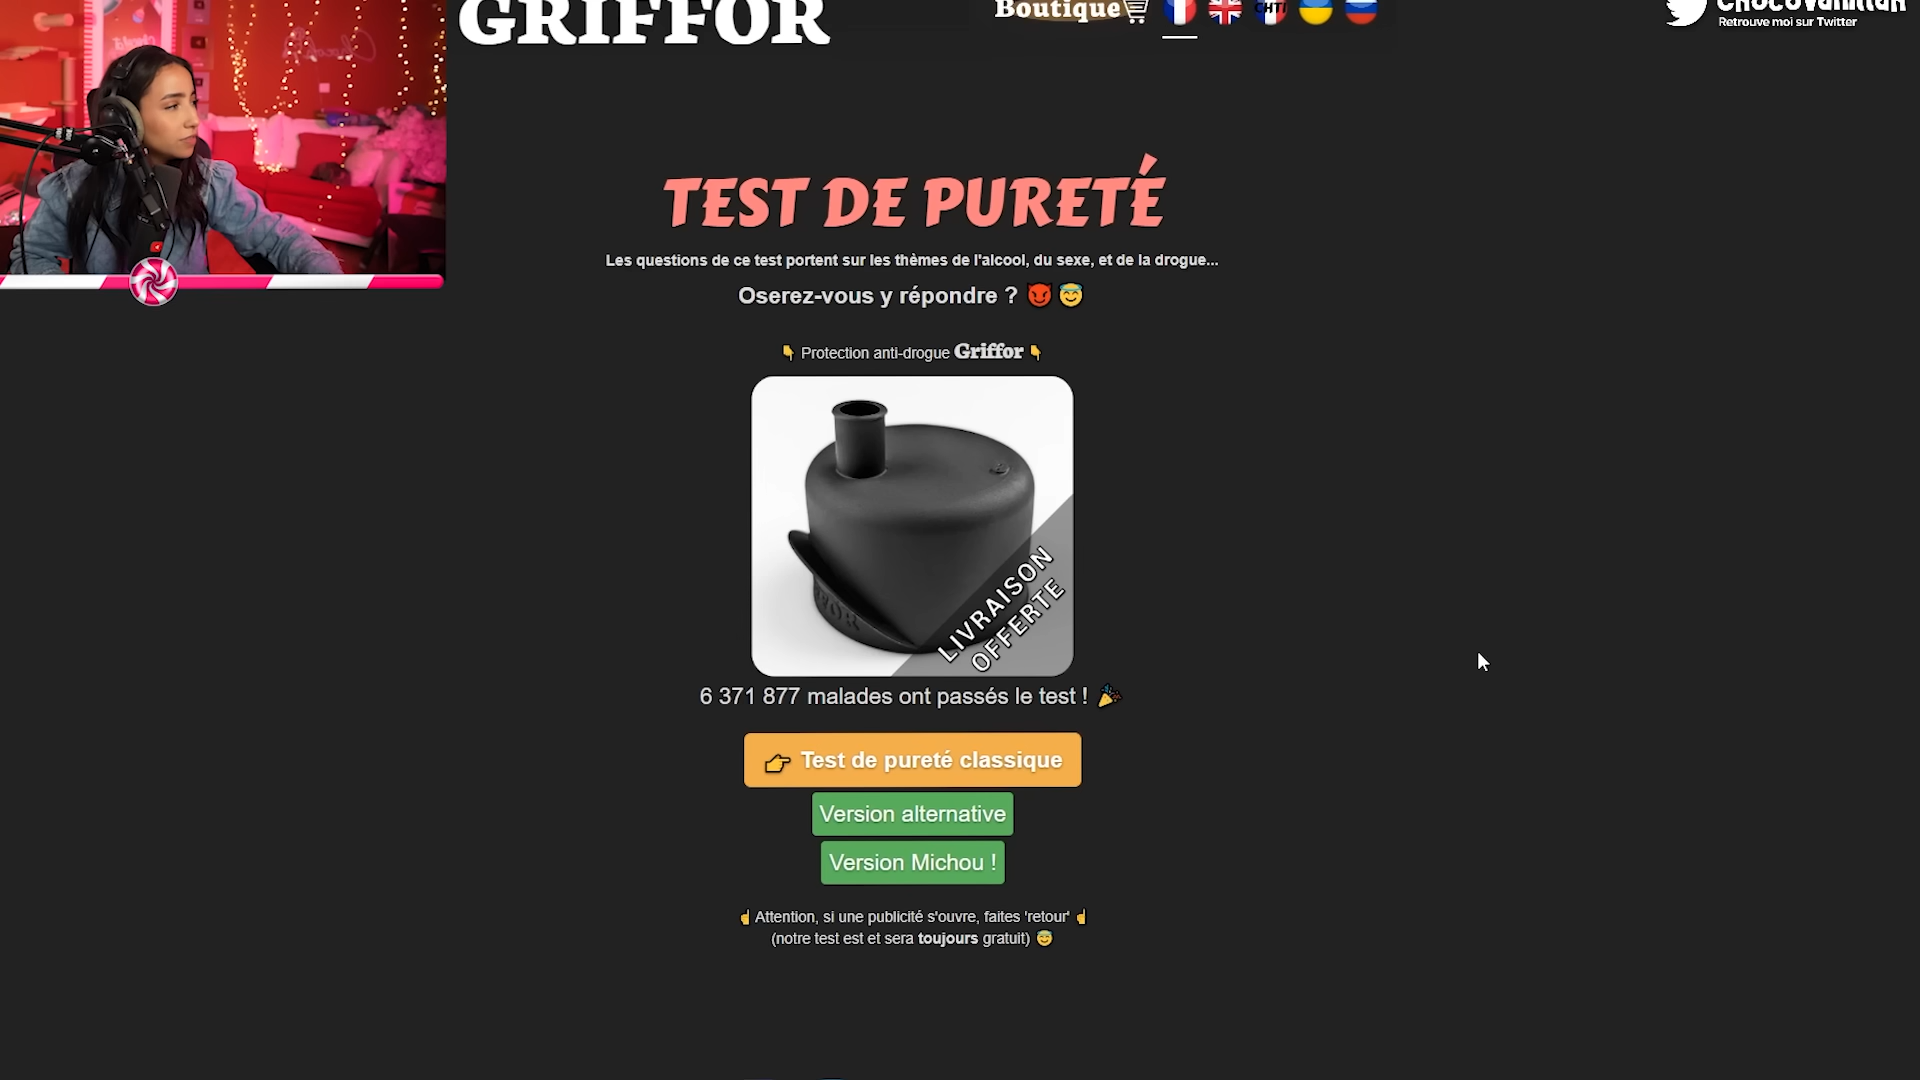 GRIFFOR
Boutique
CHTI
Retrouve moi sur Twitter
TEST DE PURETÉ
Les questions de ce test portent sur les thèmes de l'alcool, du sexe, et de la drogue...
Oserez-vous y répondre ? 😈 😇
👇 Protection anti-drogue Griffor 👇
LIVRAISON
OFFERTE
6 371 877 malades ont passés le test ! 🎉
👉 Test de pureté classique
Version alternative
Version Michou !
☝ Attention, si une publicité s'ouvre, faites 'retour' ☝
(notre test est et sera toujours gratuit) 😇